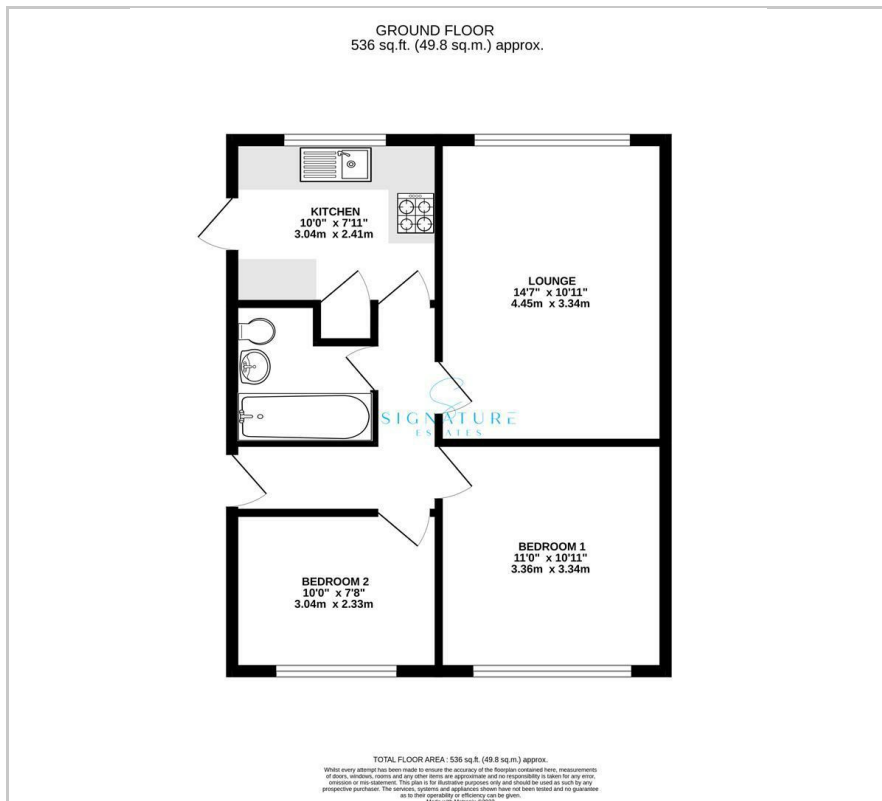 GROUND FLOOR
536 sq.ft. (49.8 sq.m.) approx.
KITCHEN
10'0" x 7'11"
3.04m x 2.41m
LOUNGE
14'7" x 10'11"
4.45m x 3.34m
SIGNATURE
ESTATES
BEDROOM 1
11'0" x 10'11"
3.36m x 3.34m
BEDROOM 2
10'0" x 7'8"
3.04m x 2.33m
TOTAL FLOOR AREA : 536 sq.ft. (49.8 sq.m.) approx.
Whilst every attempt has been made to ensure the accuracy of the floorplan contained here, measurements
of doors, windows, rooms and any other items are approximate and no responsibility is taken for any error,
omission or mis-statement. This plan is for illustrative purposes only and should be used as such by any
prospective purchaser. The services, systems and appliances shown have not been tested and no guarantee
as to their operability or efficiency can be given.